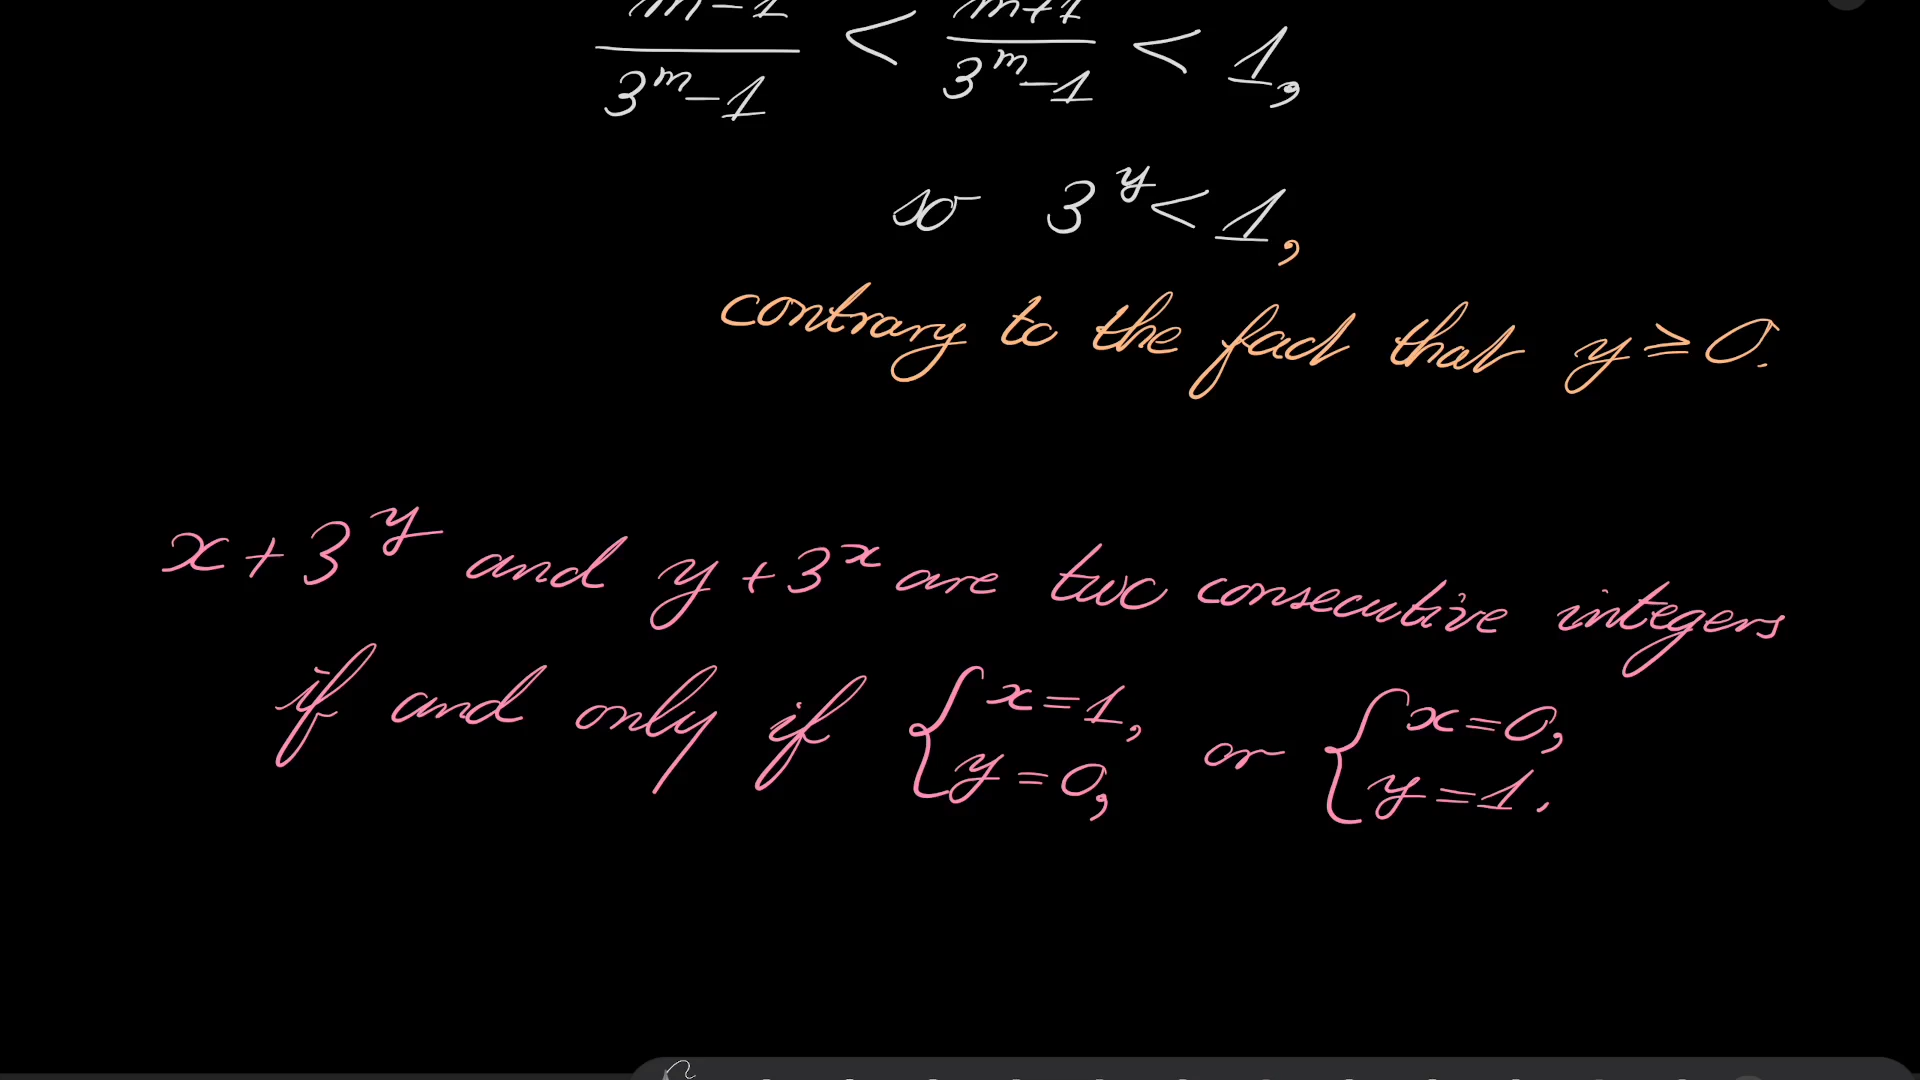 m-1/3^m-1 < m+1/3^m-1 < 1,
so 3^y < 1,
contrary to the fact that y ≥ 0.
x + 3^y and y + 3^x are two consecutive integers
if and only if { x = 1, y = 0, or { x = 0, y = 1.